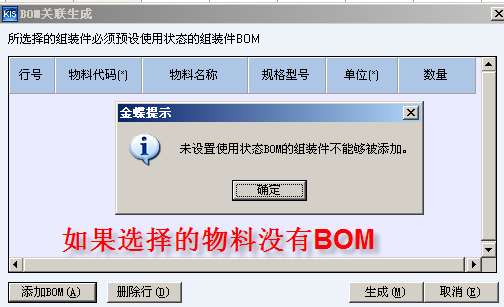 KIS BOM关联生成
所选择的组装件必须预设使用状态的组装件BOM
行号 物料代码(*) 物料名称 规格型号 单位(*) 数量
金蝶提示
未设置使用状态BOM的组装件不能够被添加。
确定
如果选择的物料没有BOM
添加BOM(A) 删除行(D) 生成(M) 取消(E)